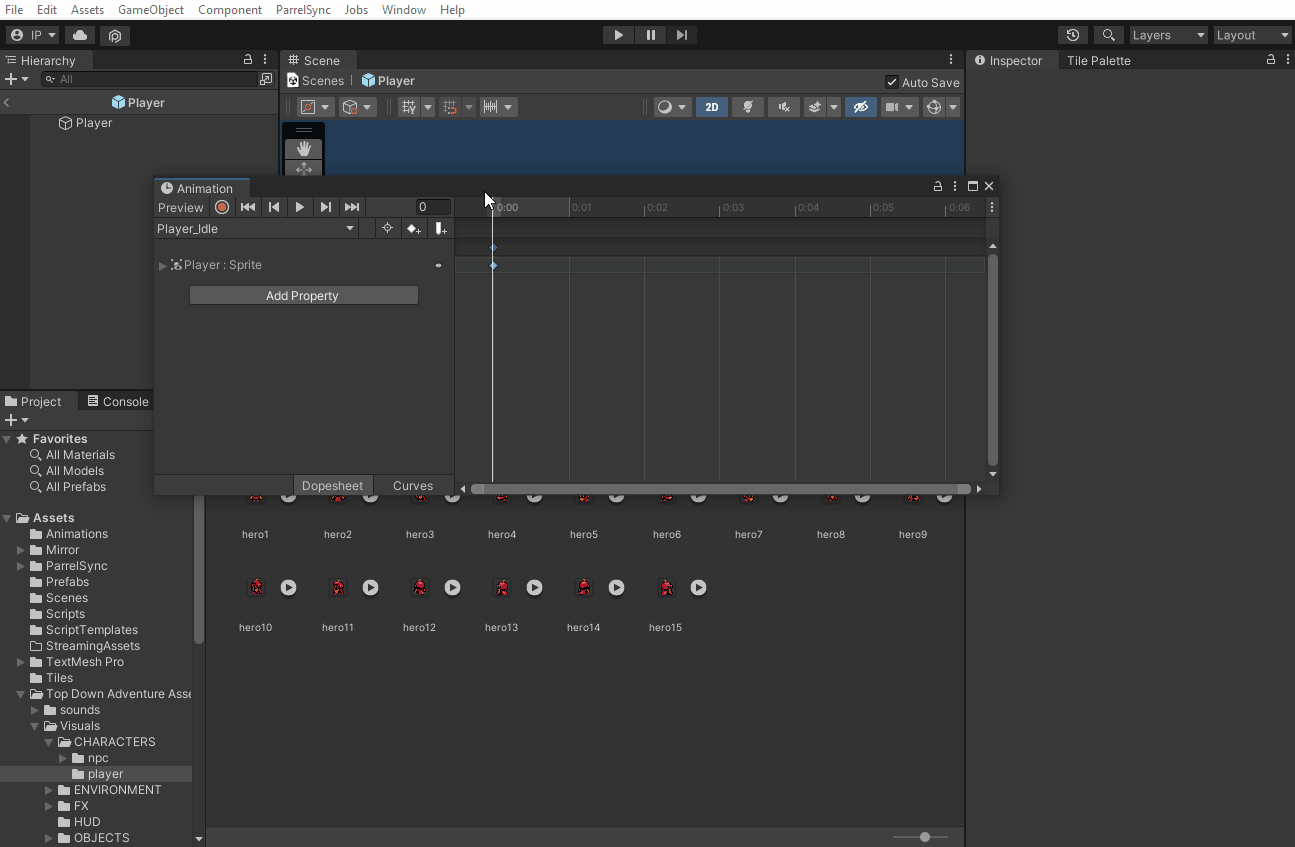 File Edit Assets GameObject Component ParrelSync Jobs Window Help
IP Layers Layout
Hierarchy Scene Inspector Tile Palette
All Scenes Player Auto Save
Player 2D
Player
Animation
Preview 0 0:00 0:01 0:02 0:03 0:04 0:05 0:06
Player_Idle
Player : Sprite
Add Property
Dopesheet Curves
Project Console
Favorites
All Materials
All Models
All Prefabs
Assets
Animations
Mirror
ParrelSync
Prefabs
Scenes
Scripts
ScriptTemplates
StreamingAssets
TextMesh Pro
Tiles
Top Down Adventure Asse
sounds
Visuals
CHARACTERS
npc
player
ENVIRONMENT
FX
HUD
OBJECTS
hero1 hero2 hero3 hero4 hero5 hero6 hero7 hero8 hero9
hero10 hero11 hero12 hero13 hero14 hero15